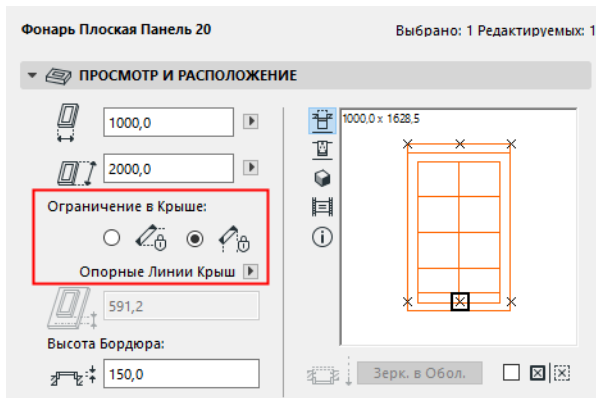 Фонарь Плоская Панель 20
Выбрано: 1 Редактируемых: 1
ПРОСМОТР И РАСПОЛОЖЕНИЕ
1000,0
2000,0
Ограничение в Крыше:
Опорные Линии Крыш
591,2
Высота Бордюра:
150,0
1000,0 x 1628,5
Зерк. в Обол.